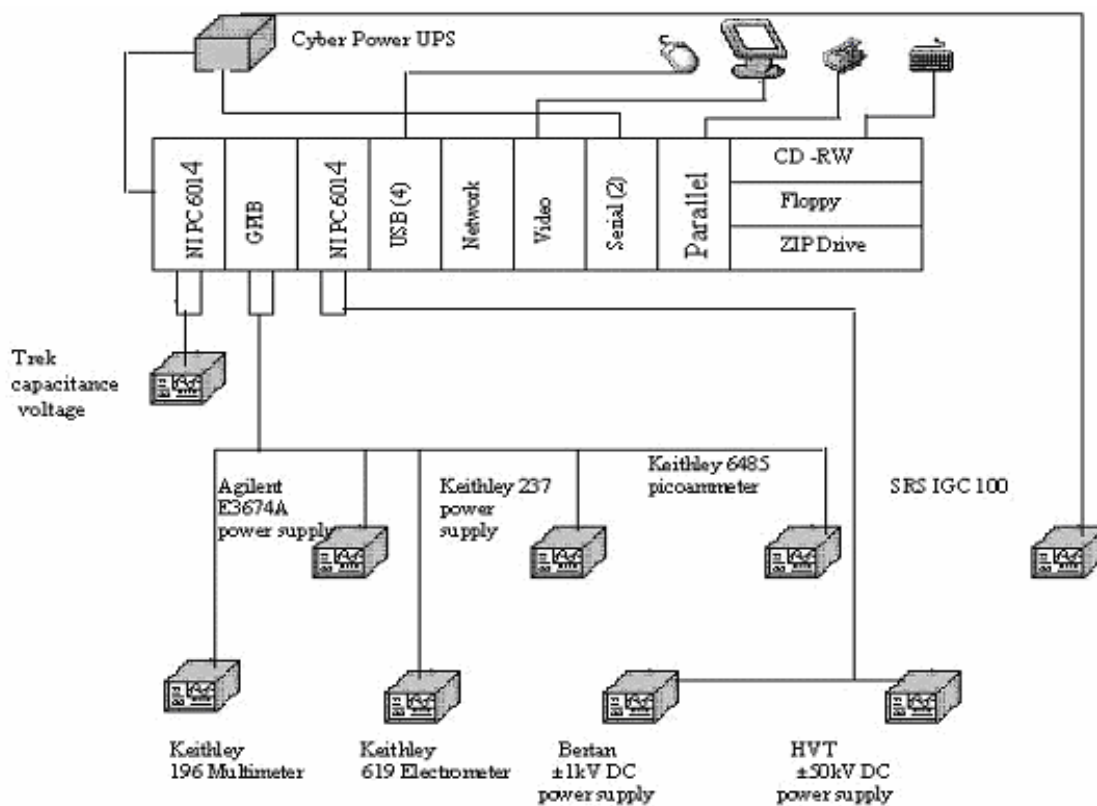 Cyber Power UPS
NI PC 6014
GPIB
NI PC 6014
USB (4)
Network
Video
Serial (2)
Parallel
CD -RW
Floppy
ZIP Drive
Trek
capacitance
voltage
Agilent
E3674A
power supply
Keithley 237
power
supply
Keithley 6485
picoammeter
SRS IGC 100
Keithley
196 Multimeter
Keithley
619 Electrometer
Bertan
±1kV DC
power supply
HVT
±50kV DC
power supply